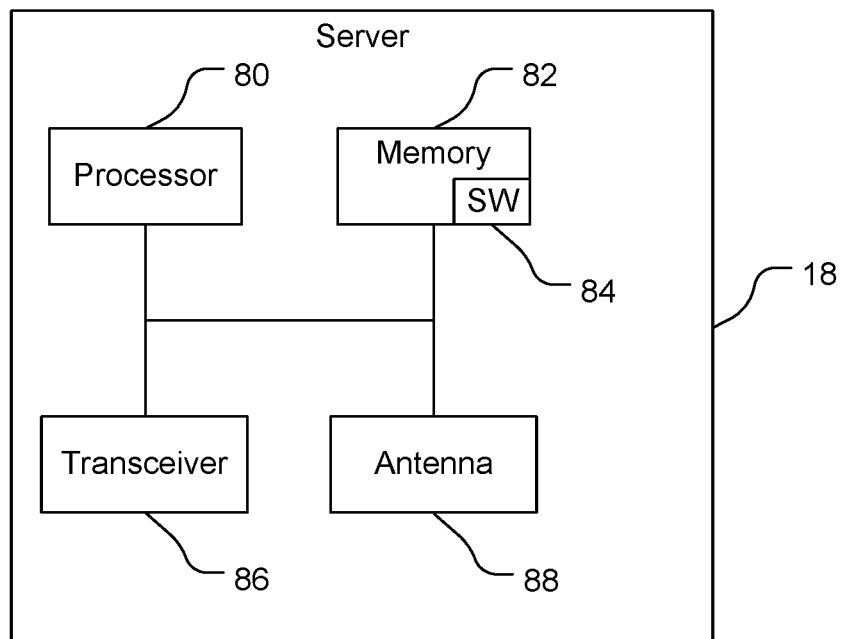 Server
80
82
Processor
Memory
SW
84
18
Transceiver
Antenna
86
88